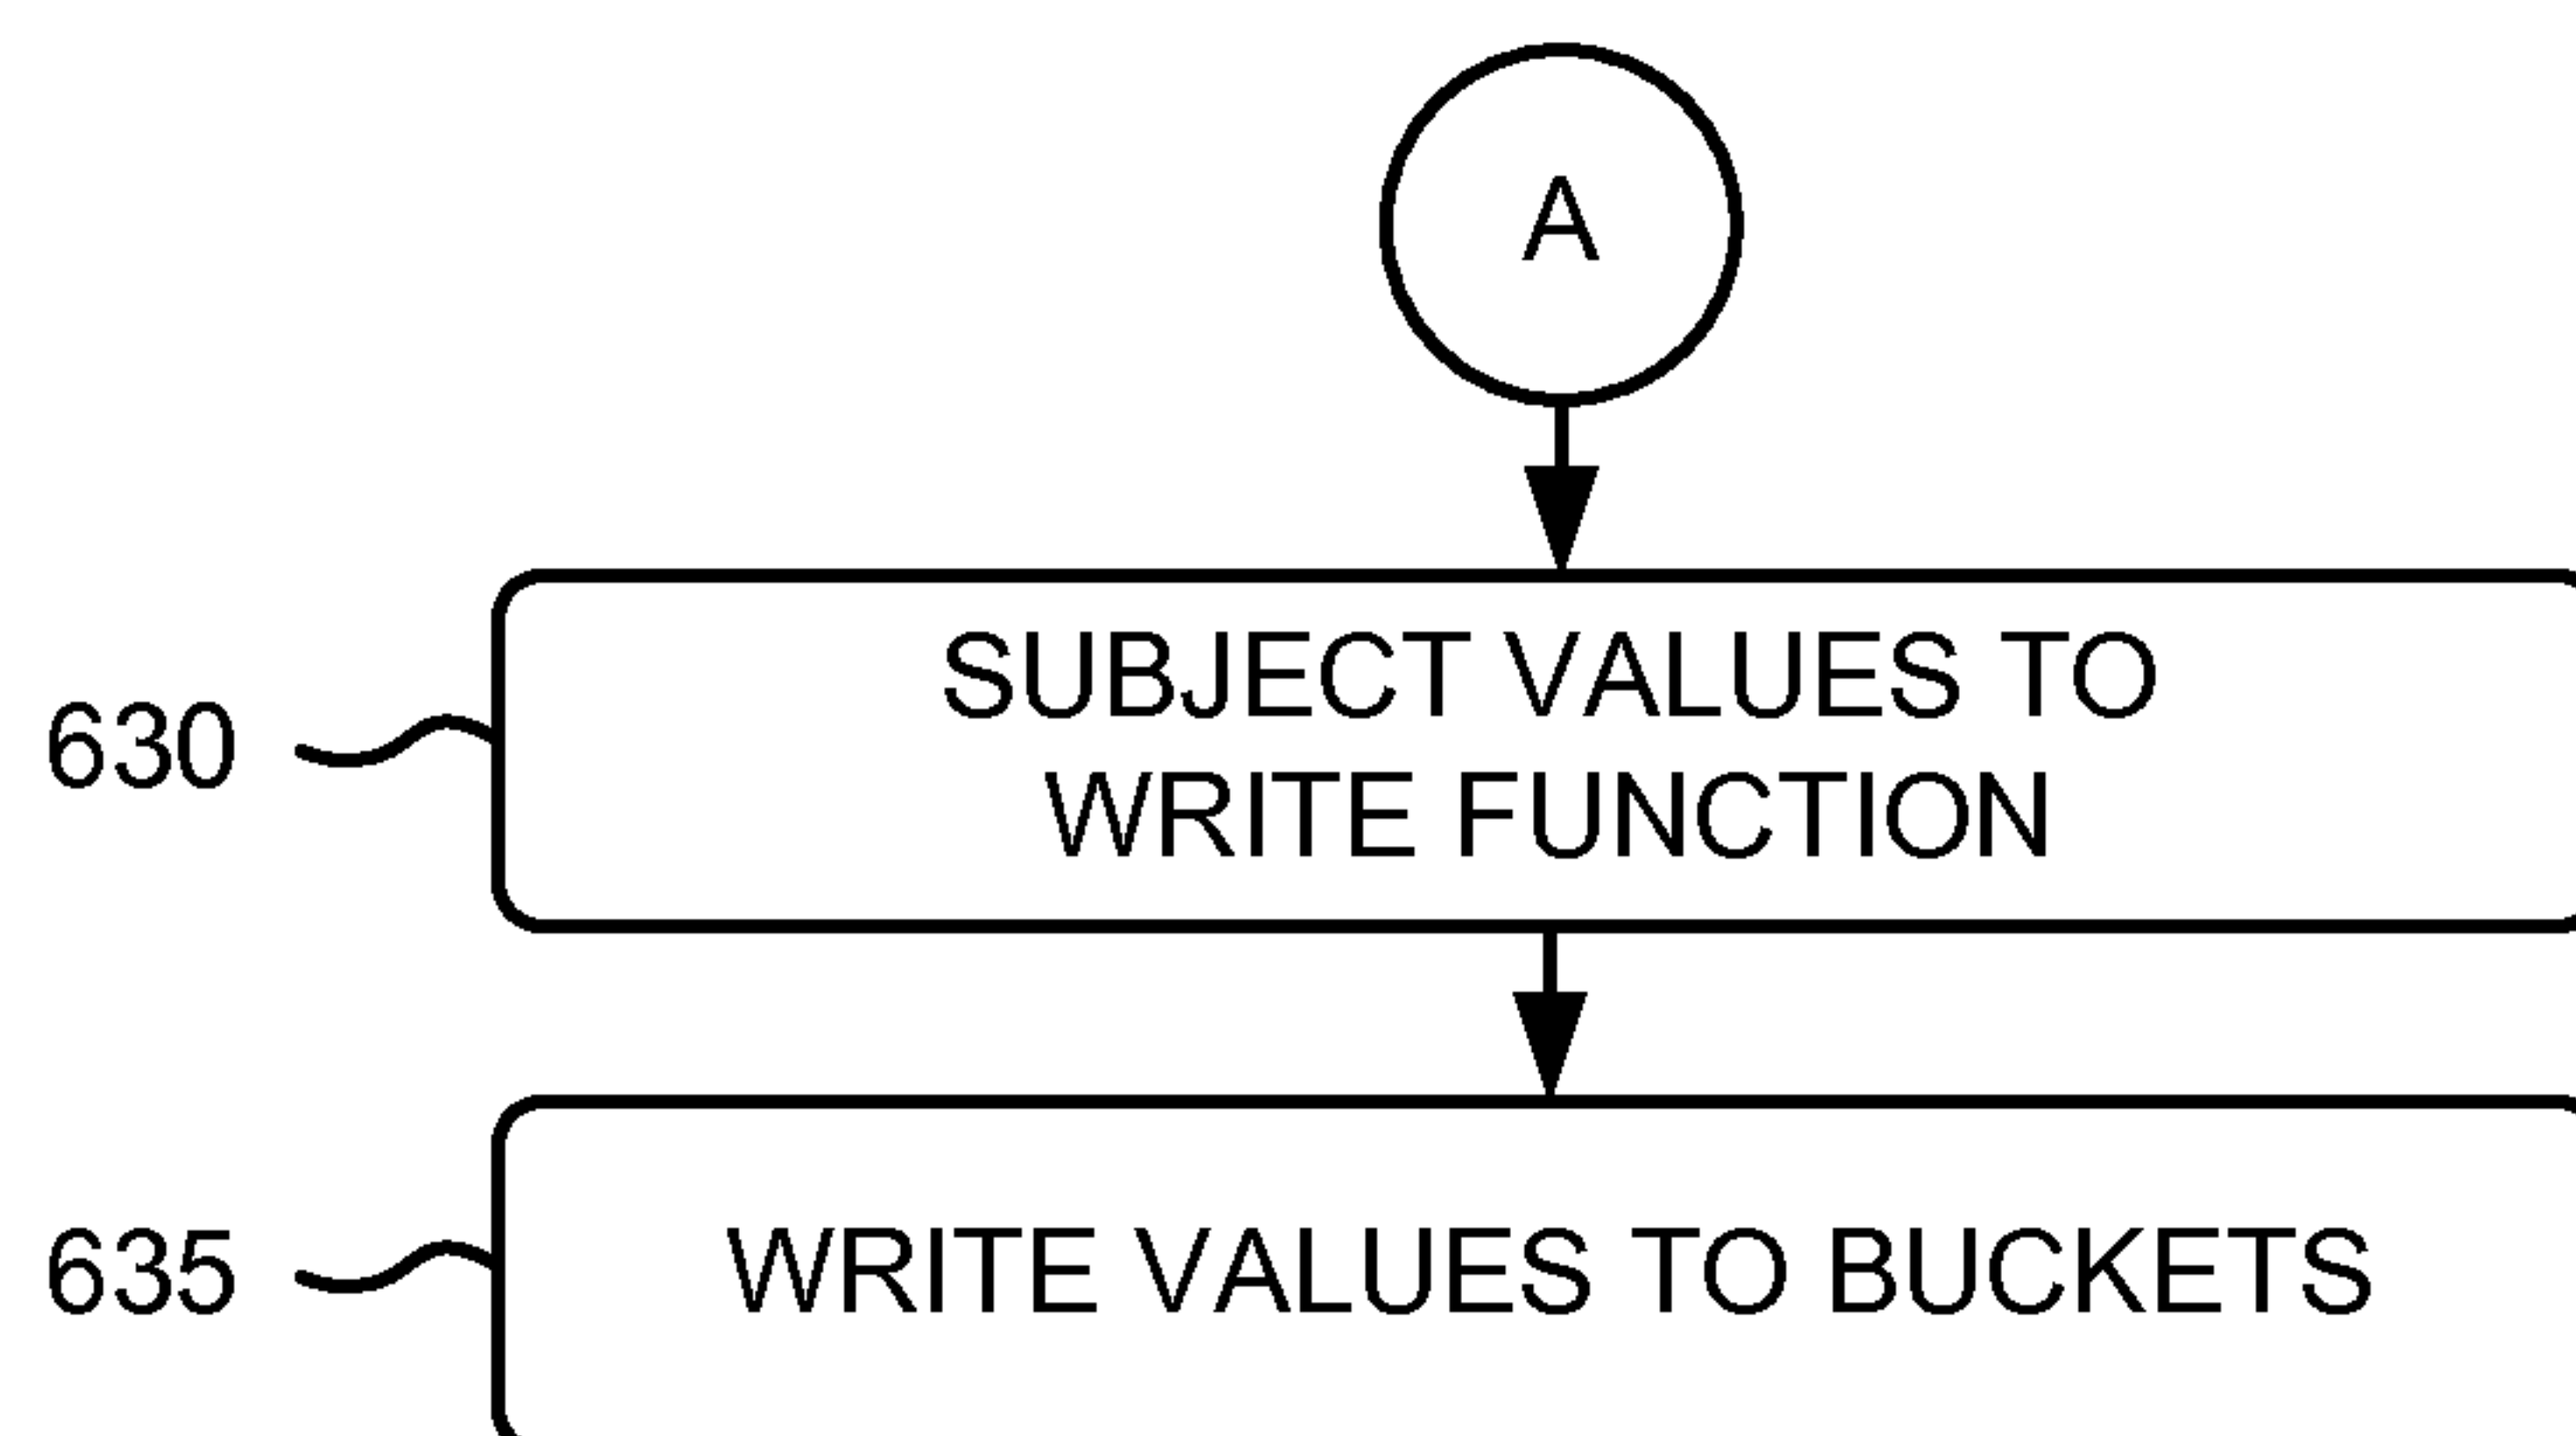 A
SUBJECT VALUES TO
WRITE FUNCTION
630
WRITE VALUES TO BUCKETS
635